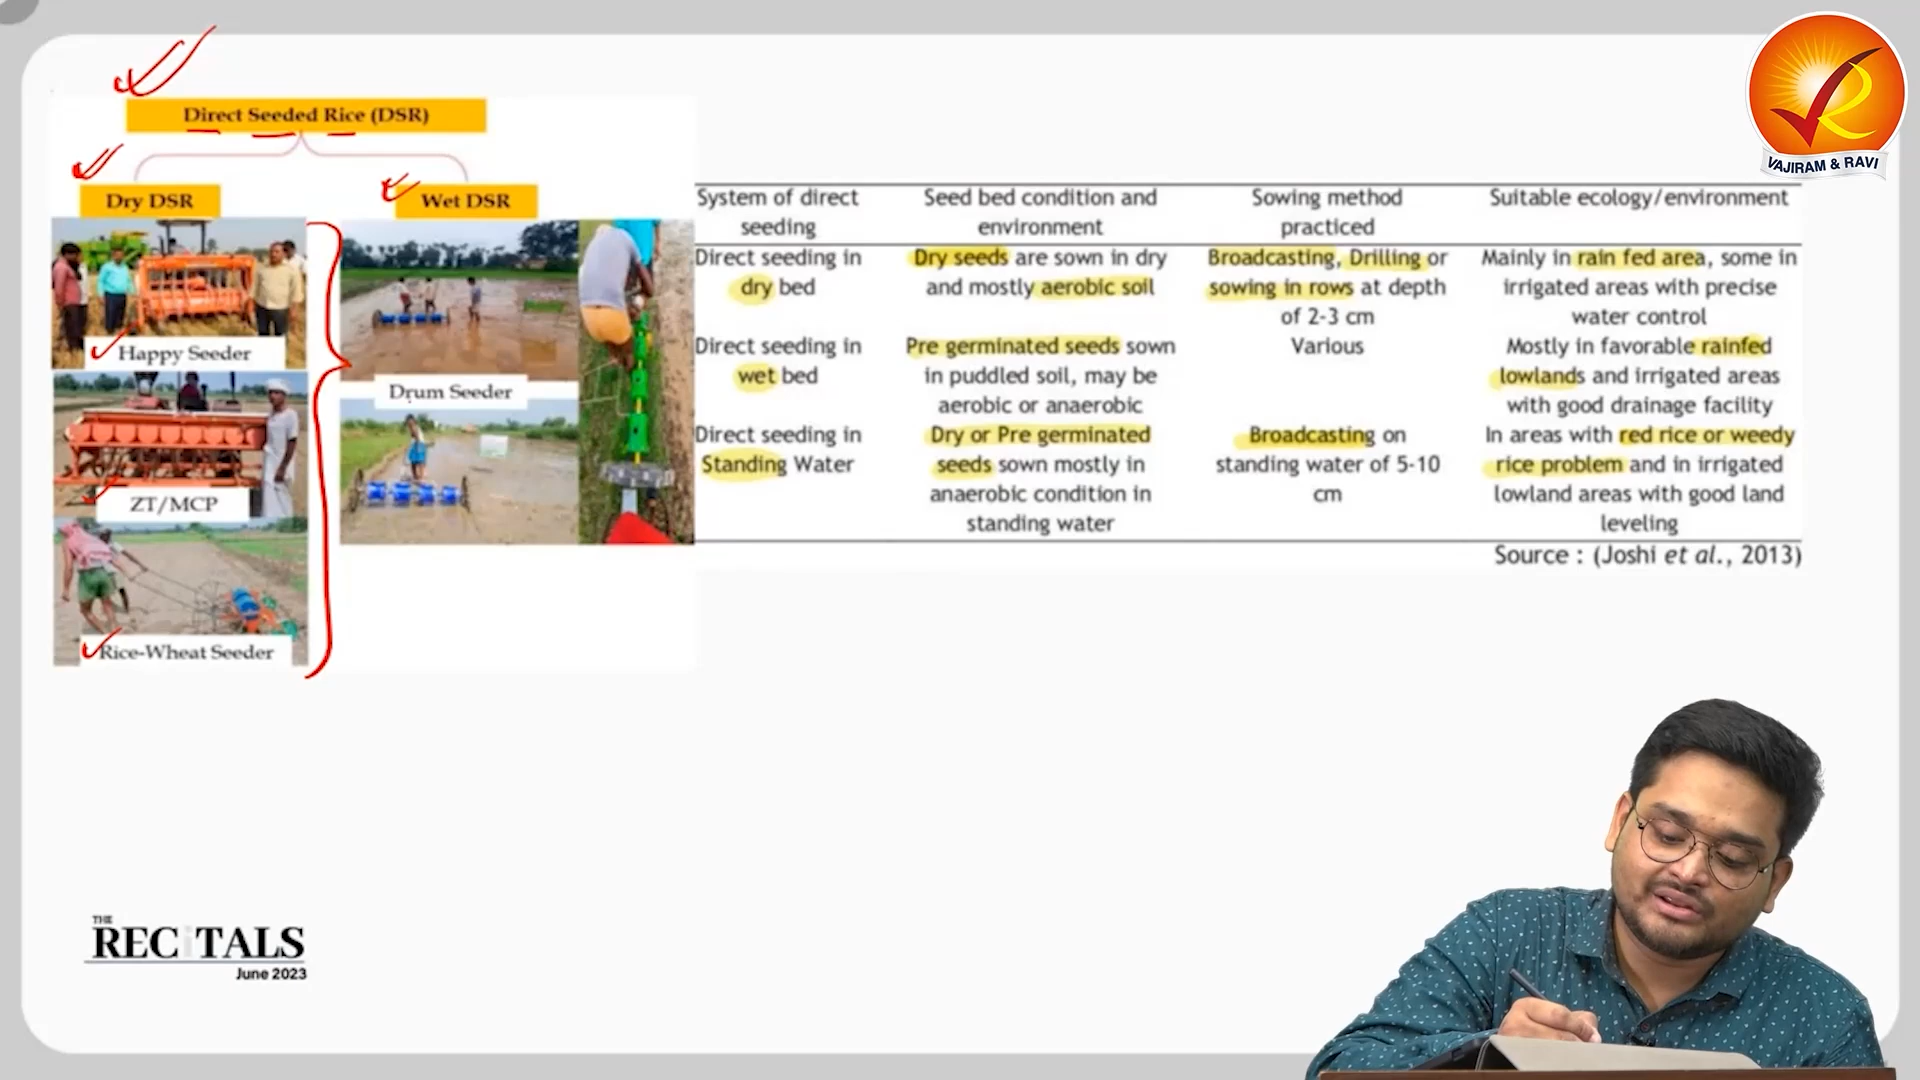 VAJIRAM & RAVI
Direct Seeded Rice (DSR)
Dry DSR
Wet DSR
Happy Seeder
ZT/MCP
Rice-Wheat Seeder
Drum Seeder
System of direct
seeding
Seed bed condition and
environment
Sowing method
practiced
Suitable ecology/environment
Direct seeding in
dry bed
Dry seeds are sown in dry
and mostly aerobic soil
Broadcasting, Drilling or
sowing in rows at depth
of 2-3 cm
Mainly in rain fed area, some in
irrigated areas with precise
water control
Direct seeding in
wet bed
Pre germinated seeds sown
in puddled soil, may be
aerobic or anaerobic
Various
Mostly in favorable rainfed
lowlands and irrigated areas
with good drainage facility
Direct seeding in
Standing Water
Dry or Pre germinated
seeds sown mostly in
anaerobic condition in
standing water
Broadcasting on
standing water of 5-10
cm
In areas with red rice or weedy
rice problem and in irrigated
lowland areas with good land
leveling
Source : (Joshi et al., 2013)
THE
RECiTALS
June 2023